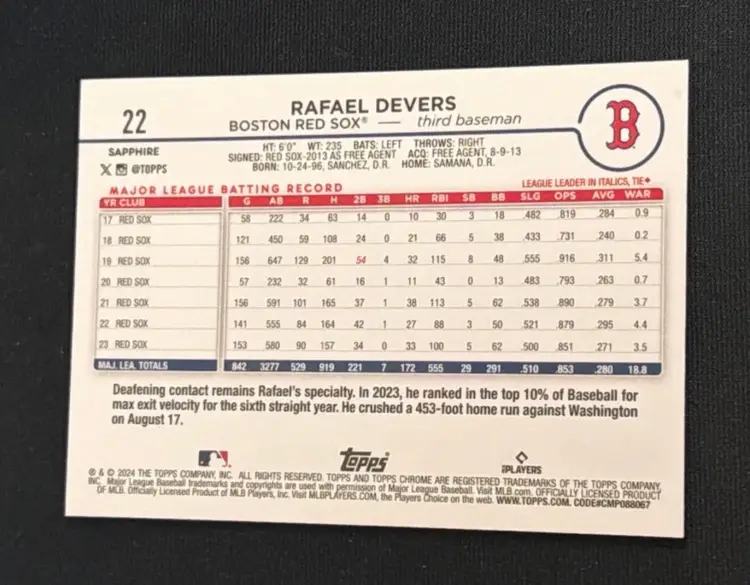 22
RAFAEL DEVERS
BOSTON RED SOX® — third baseman
B
SAPPHIRE
X @TOPPS
HT: 6'0" WT: 235 BATS: LEFT THROWS: RIGHT
SIGNED: RED SOX-2013 AS FREE AGENT ACQ: FREE AGENT, 8-9-13
BORN: 10-24-96, SANCHEZ, D.R. HOME: SAMANA, D.R.
MAJOR LEAGUE BATTING RECORD LEAGUE LEADER IN ITALICS, TIE♦
YR CLUB G AB R H 2B 3B HR RBI SB BB SLG OPS AVG WAR
17 RED SOX 58 222 34 63 14 0 10 30 3 18 .482 .819 .284 0.9
18 RED SOX 121 450 59 108 24 0 21 66 5 38 .433 .731 .240 0.2
19 RED SOX 156 647 129 201 54 4 32 115 8 48 .555 .916 .311 5.4
20 RED SOX 57 232 32 61 16 1 11 43 0 13 .483 .793 .263 0.7
21 RED SOX 156 591 101 165 37 1 38 113 5 62 .538 .890 .279 3.7
22 RED SOX 141 555 84 164 42 1 27 88 3 50 .521 .879 .295 4.4
23 RED SOX 153 580 90 157 34 0 33 100 5 62 .500 .851 .271 3.5
MAJ. LEA. TOTALS 842 3277 529 919 221 7 172 555 29 291 .510 .853 .280 18.8
Deafening contact remains Rafael's specialty. In 2023, he ranked in the top 10% of Baseball for
max exit velocity for the sixth straight year. He crushed a 453-foot home run against Washington
on August 17.
Topps
PLAYERS
® & © 2024 THE TOPPS COMPANY, INC. ALL RIGHTS RESERVED. TOPPS AND TOPPS CHROME ARE REGISTERED TRADEMARKS OF THE TOPPS COMPANY,
INC. Major League Baseball trademarks and copyrights are used with permission of Major League Baseball. Visit MLB.com. OFFICIALLY LICENSED PRODUCT
OF MLB. Officially Licensed Product of MLB Players, Inc. Visit MLBPLAYERS.COM, the Players Choice on the web. WWW.TOPPS.COM. CODE#CMP088067